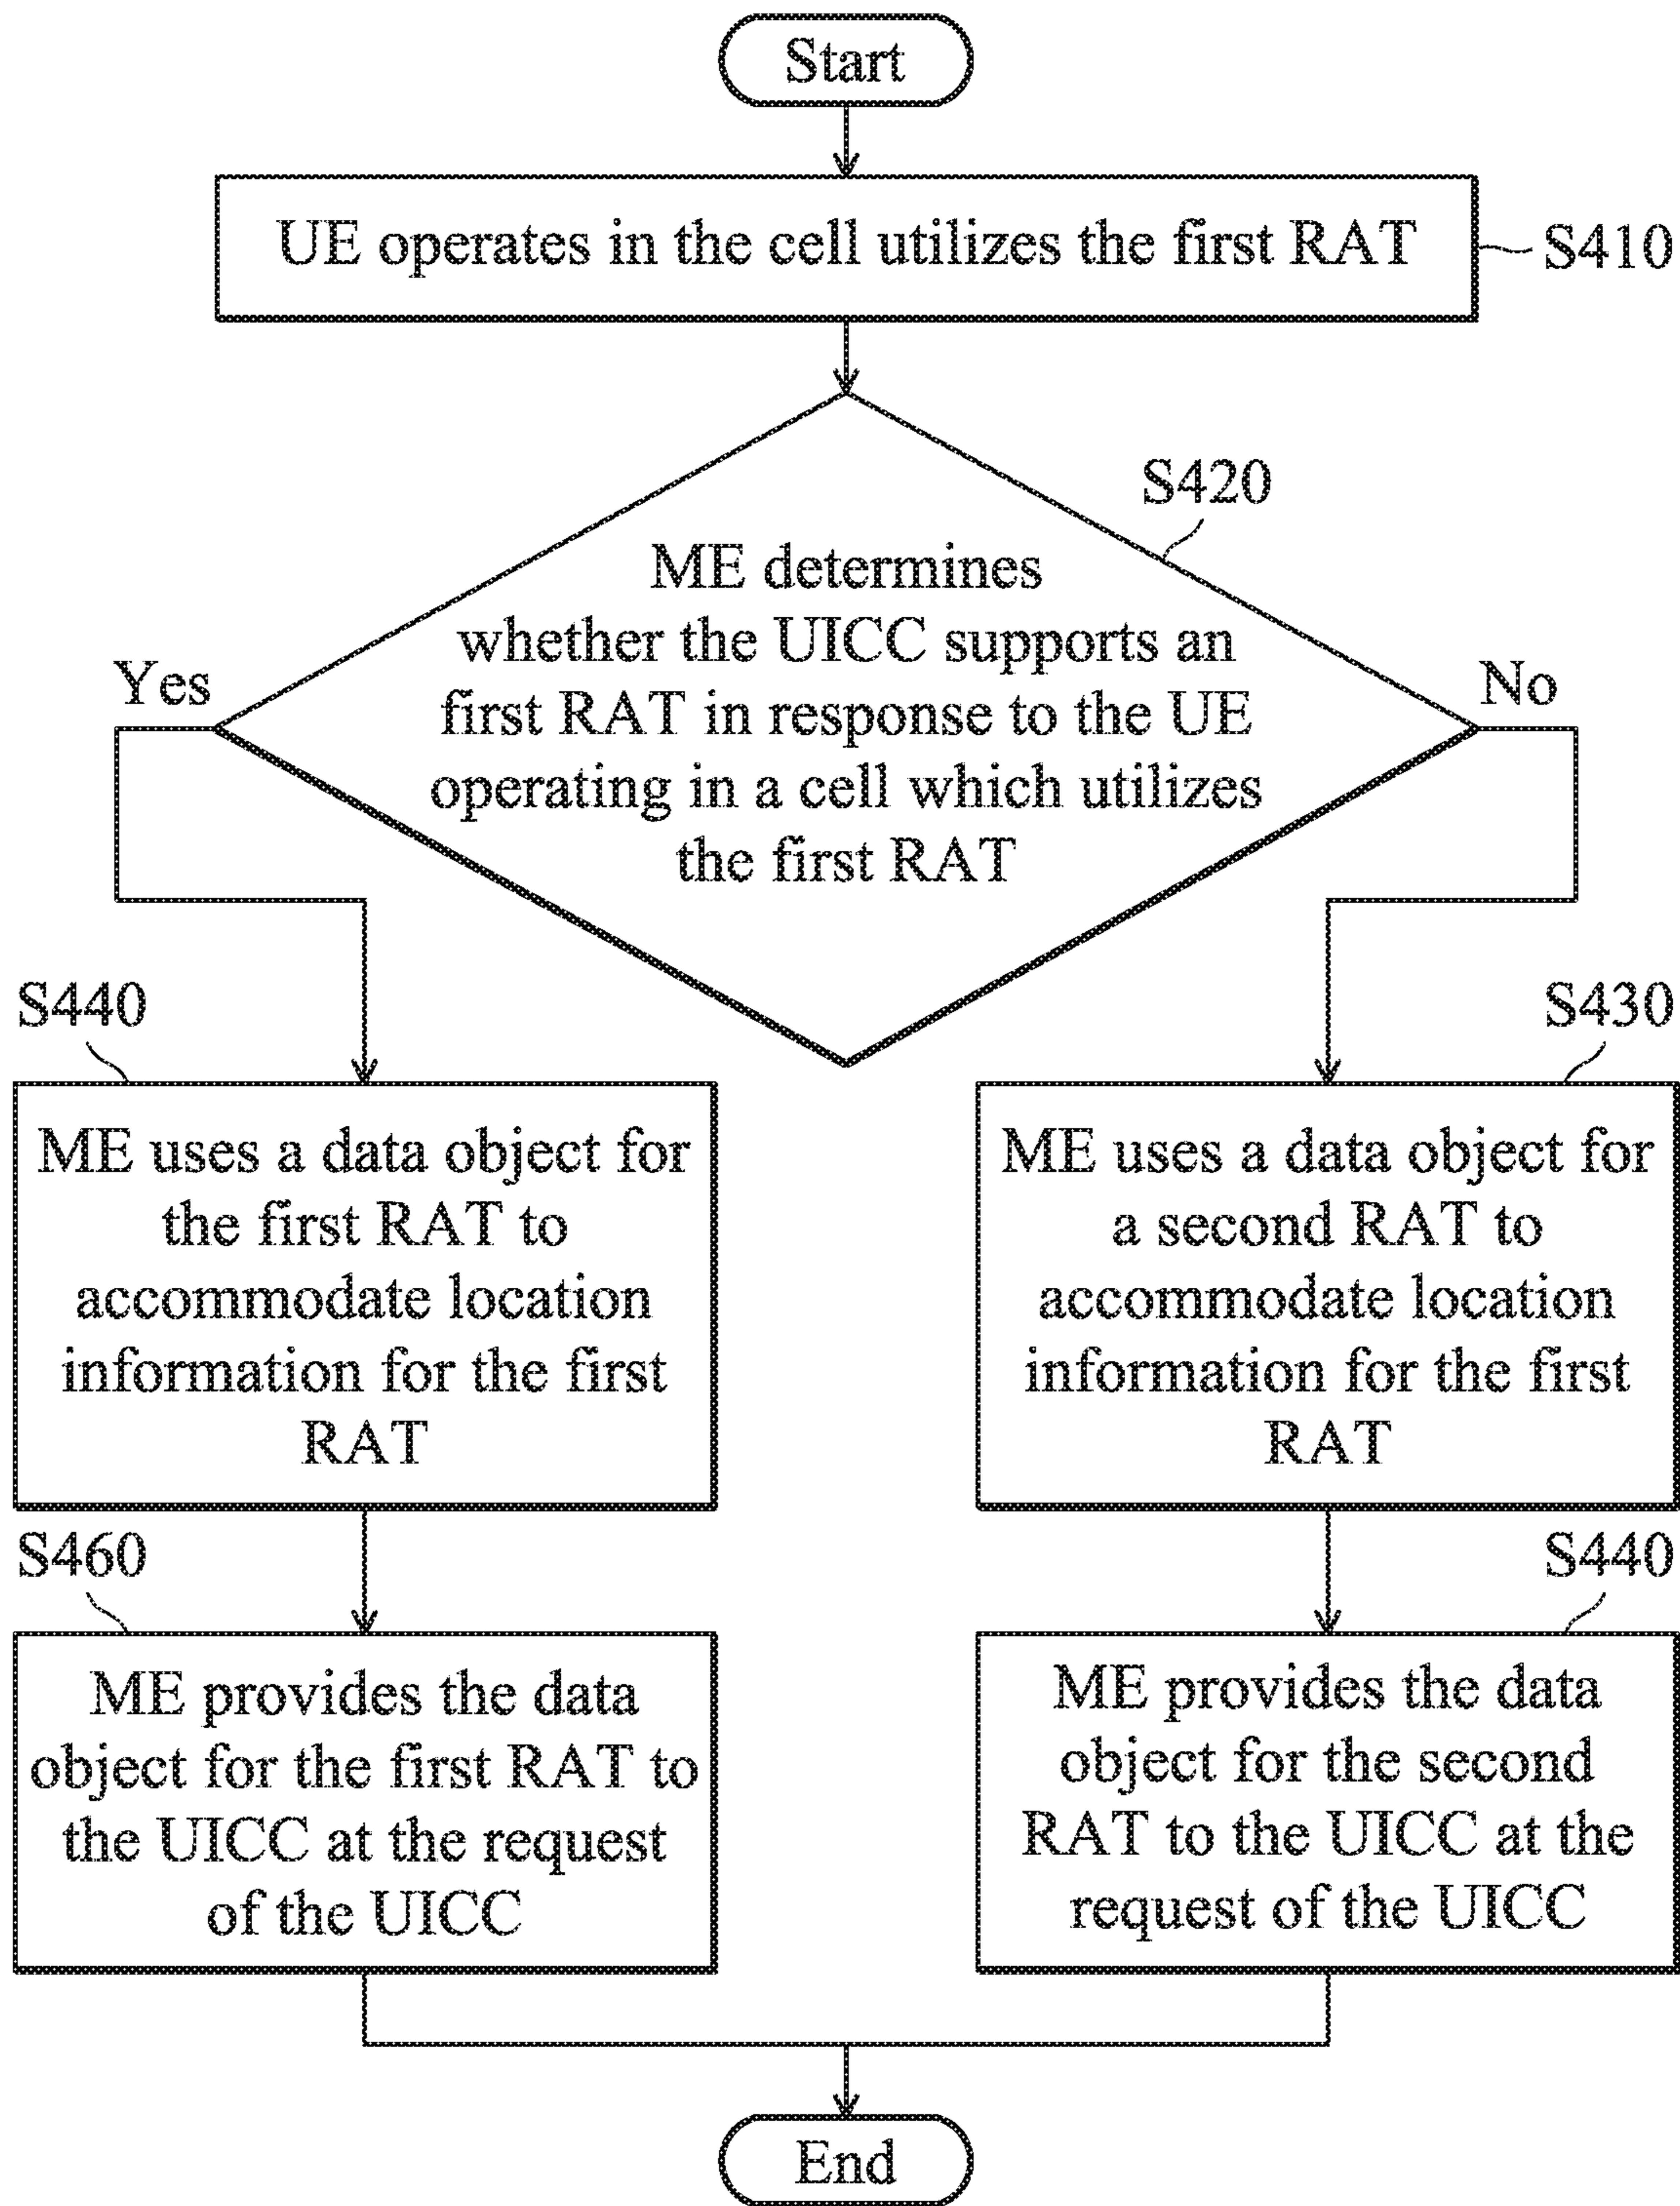 Start
UE operates in the cell utilizes the first RAT
S410
S420
ME determines
whether the UICC supports an
first RAT in response to the UE
operating in a cell which utilizes
the first RAT
Yes
No
S440
ME uses a data object for
the first RAT to
accommodate location
information for the first
RAT
S430
ME uses a data object for
a second RAT to
accommodate location
information for the first
RAT
S460
ME provides the data
object for the first RAT to
the UICC at the request
of the UICC
S440
ME provides the data
object for the second
RAT to the UICC at the
request of the UICC
End